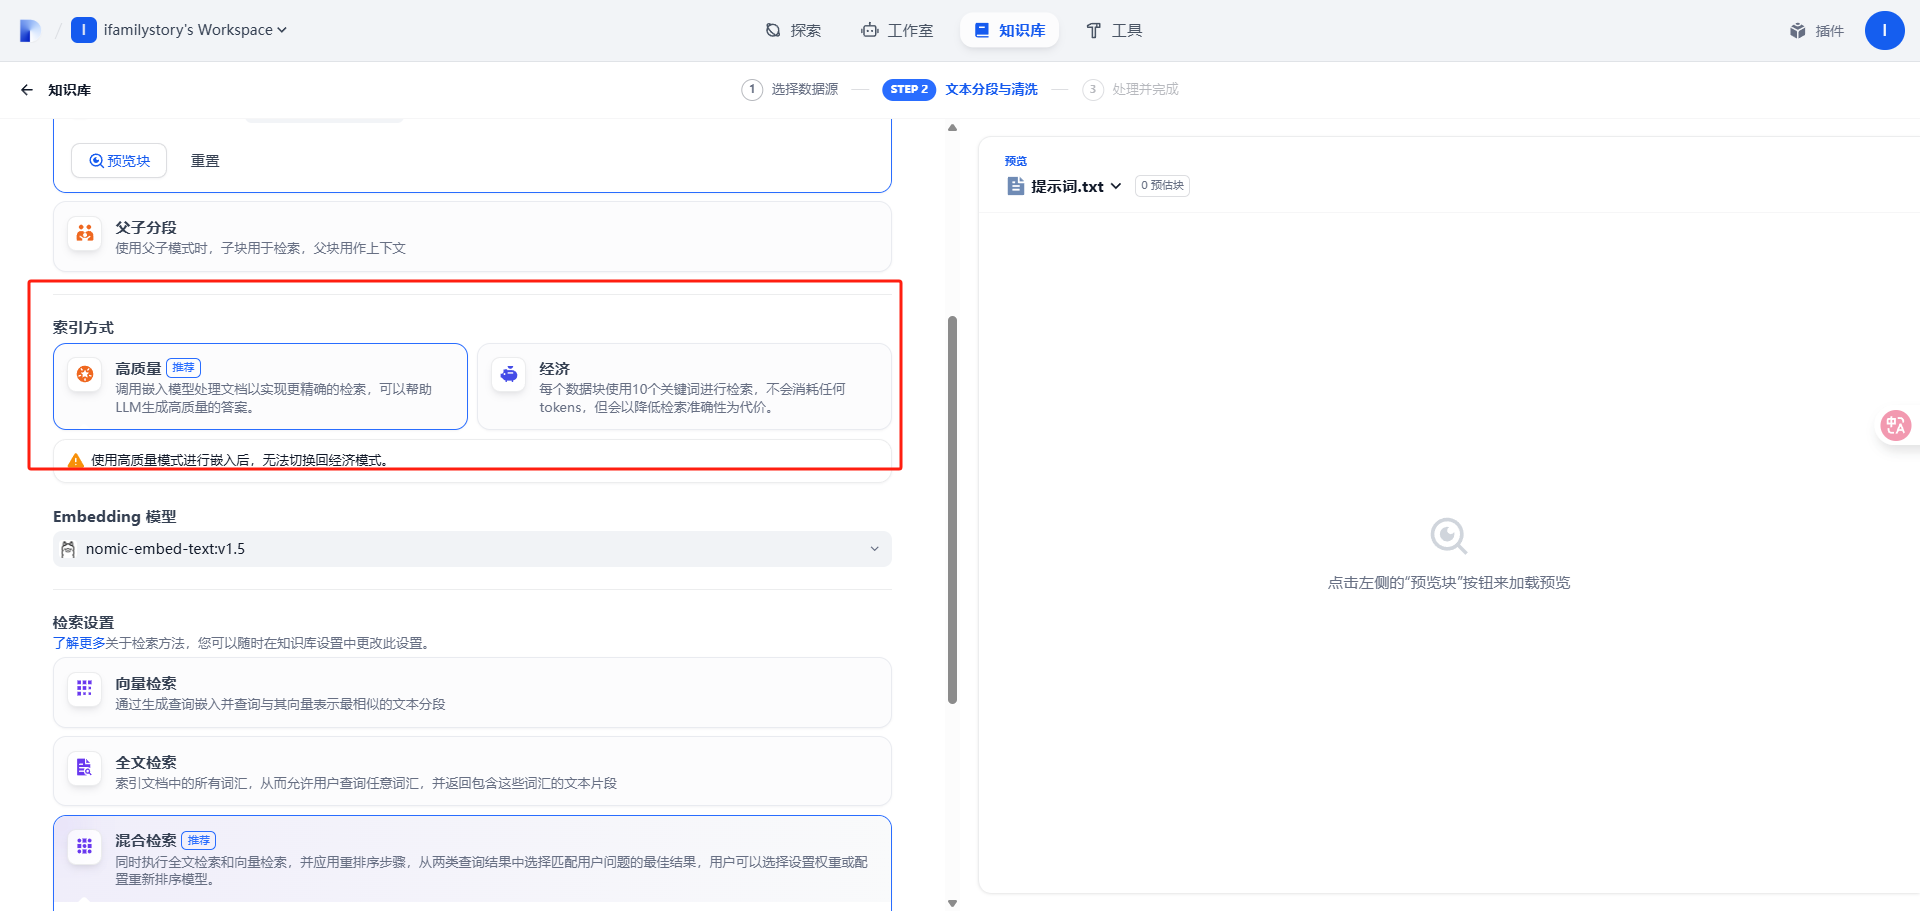 I ifamilystory's Workspace
探索
工作室
知识库
工具
插件
I
知识库
1 选择数据源
STEP 2 文本分段与清洗
3 处理并完成
预览块
重置
父子分段
使用父子模式时，子块用于检索，父块用作上下文
索引方式
高质量 推荐
调用嵌入模型处理文档以实现更精确的检索，可以帮助
LLM生成高质量的答案。
经济
每个数据块使用10个关键词进行检索，不会消耗任何
tokens，但会以降低检索准确性为代价。
使用高质量模式进行嵌入后，无法切换回经济模式。
Embedding 模型
nomic-embed-text:v1.5
检索设置
了解更多关于检索方法，您可以随时在知识库设置中更改此设置。
向量检索
通过生成查询嵌入并查询与其向量表示最相似的文本分段
全文检索
索引文档中的所有词汇，从而允许用户查询任意词汇，并返回包含这些词汇的文本片段
混合检索 推荐
同时执行全文检索和向量检索，并应用重排序步骤，从两类查询结果中选择匹配用户问题的最佳结果，用户可以选择设置权重或配
置重新排序模型。
预览
提示词.txt 0 预估块
点击左侧的“预览块”按钮来加载预览
中A